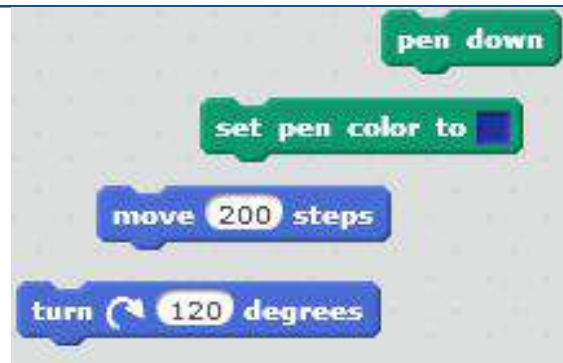 pen down
set pen color to
move 200 steps
turn 120 degrees